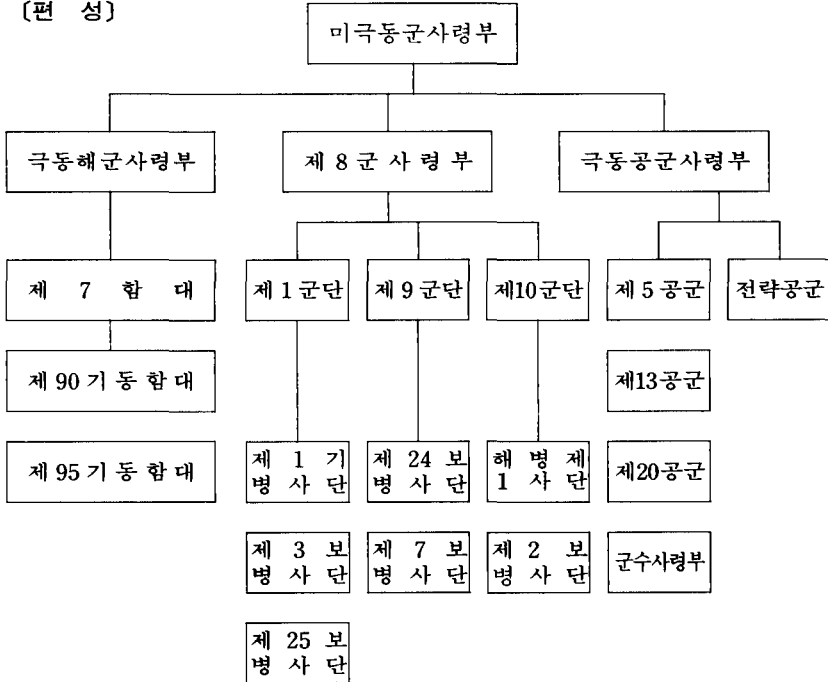 〔편 성〕
미극동군사령부
극동해군사령부
제 8 군 사 령 부
극동공군사령부
제 7 함 대
제 1 군단
제 9 군단
제10군단
제 5 공군
전략공군
제 90 기 동 함 대
제13공군
제 95 기 동 함 대
제 1 기
병 사 단
제 24 보
병 사 단
해 병 제
1 사 단
제20공군
제 3 보
병 사 단
제 7 보
병 사 단
제 2 보
병 사 단
군수사령부
제 25 보
병 사 단